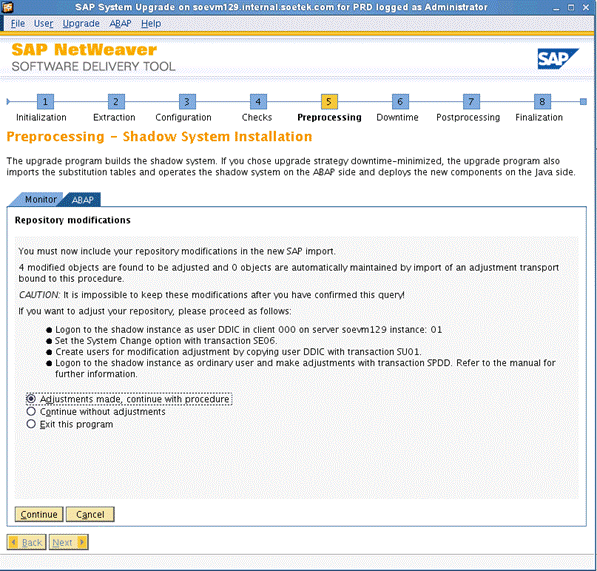 SAP System Upgrade on soevm129.internal.soetek.com for PRD logged as Administrator
File User Upgrade ABAP Help
SAP NetWeaver
SOFTWARE DELIVERY TOOL
SAP
1 2 3 4 5 6 7 8
Initialization Extraction Configuration Checks Preprocessing Downtime Postprocessing Finalization
Preprocessing - Shadow System Installation
The upgrade program builds the shadow system. If you chose upgrade strategy downtime-minimized, the upgrade program also
imports the substitution tables and operates the shadow system on the ABAP side and deploys the new components on the Java side.
Monitor ABAP
Repository modifications
You must now include your repository modifications in the new SAP import.
4 modified objects are found to be adjusted and 0 objects are automatically maintained by import of an adjustment transport
bound to this procedure.
CAUTION: It is impossible to keep these modifications after you have confirmed this query!
If you want to adjust your repository, please proceed as follows:
● Logon to the shadow instance as user DDIC in client 000 on server soevm129 instance: 01
● Set the System Change option with transaction SE06.
● Create users for modification adjustment by copying user DDIC with transaction SU01.
● Logon to the shadow instance as ordinary user and make adjustments with transaction SPDD. Refer to the manual for
further information.
Adjustments made, continue with procedure
Continue without adjustments
Exit this program
Continue Cancel
Back Next